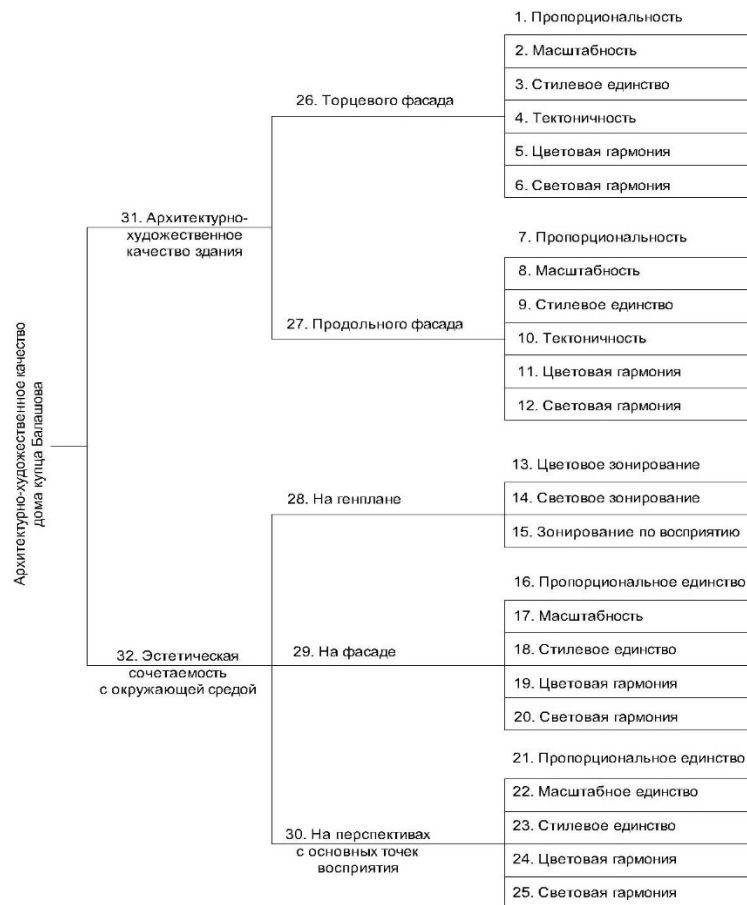 Архитектурно-художественное качество
дома купца Балашова
31. Архитектурно-
художественное
качество здания
26. Торцевого фасада
1. Пропорциональность
2. Масштабность
3. Стилевое единство
4. Тектоничность
5. Цветовая гармония
6. Световая гармония
27. Продольного фасада
7. Пропорциональность
8. Масштабность
9. Стилевое единство
10. Тектоничность
11. Цветовая гармония
12. Световая гармония
32. Эстетическая
сочетаемость
с окружающей средой
28. На генплане
13. Цветовое зонирование
14. Световое зонирование
15. Зонирование по восприятию
29. На фасаде
16. Пропорциональное единство
17. Масштабность
18. Стилевое единство
19. Цветовая гармония
20. Световая гармония
30. На перспективах
с основных точек
восприятия
21. Пропорциональное единство
22. Масштабное единство
23. Стилевое единство
24. Цветовая гармония
25. Световая гармония